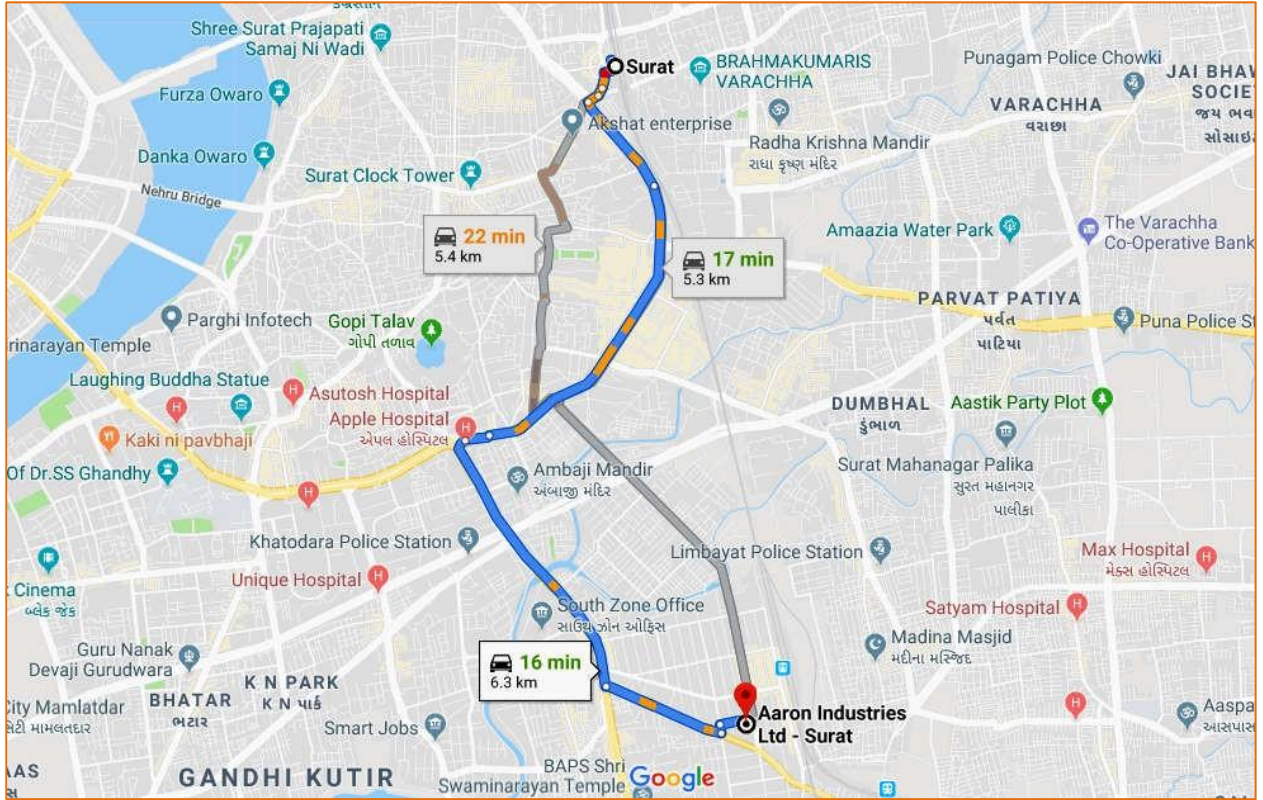 Shree Surat Prajapati
Samaj Ni Wadi
Surat
BRAHMAKUMARIS
VARACHHA
Punagam Police Chowki
JAI BHAW
SOCIET
જય ભવ
સોસાઇ
Furza Owaro
VARACHHA
વરાછા
Akshat enterprise
Radha Krishna Mandir
રાધા કૃષ્ણ મંદિર
Danka Owaro
Surat Clock Tower
Nehru Bridge
22 min
5.4 km
17 min
5.3 km
Amaazia Water Park
The Varachha
Co-Operative Bank
PARVAT PATIYA
પર્વત
પાટિયા
Puna Police St
Parghi Infotech
Gopi Talav
ગોપી તળાવ
rinarayan Temple
Laughing Buddha Statue
Asutosh Hospital
Apple Hospital
એપલ હોસ્પિટલ
DUMBHAL
ડુંભાળ
Aastik Party Plot
Kaki ni pavbhaji
Of Dr.SS Ghandhy
Ambaji Mandir
અંબાજી મંદિર
Surat Mahanagar Palika
સુરત મહાનગર
પાલીકા
Khatodara Police Station
Limbayat Police Station
Max Hospital
મેક્સ હોસ્પિટલ
Unique Hospital
Cinema
બ્લેક જેક
South Zone Office
સાઉથ ઝોન ઓફિસ
Satyam Hospital
Madina Masjid
મદીના મસ્જિદ
Guru Nanak
Devaji Gurudwara
16 min
6.3 km
K N PARK
K N પાર્ક
BHATAR
ભટાર
City Mamlatdar
સિટી મામલતદાર
Smart Jobs
Aaron Industries
Ltd - Surat
Aaspa
આસપાસ
AAS
GANDHI KUTIR
BAPS Shri
Swaminarayan Temple
Google